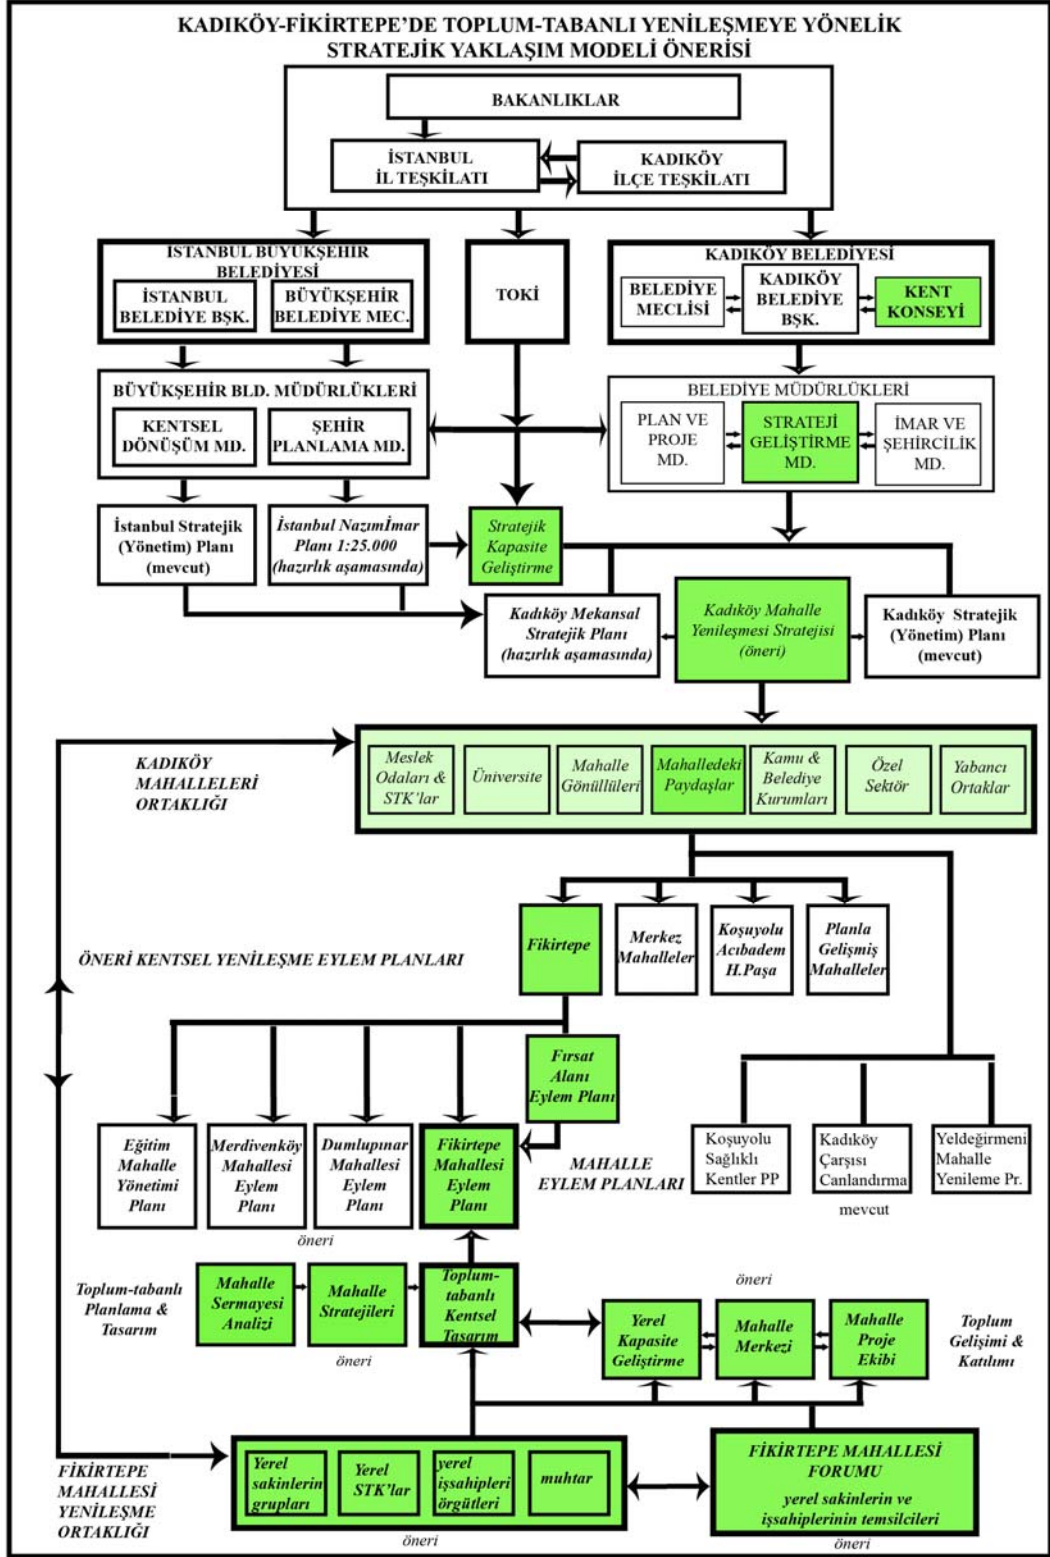 KADIKÖY-FİKİRTEPE'DE TOPLUM-TABANLI YENİLEŞMEYE YÖNELİK
STRATEJİK YAKLAŞIM MODELİ ÖNERİSİ
BAKANLIKLAR
İSTANBUL
İL TEŞKİLATI
KADIKÖY
İLÇE TEŞKİLATI
İSTANBUL BÜYÜKŞEHİR
BELEDİYESİ
İSTANBUL
BELEDİYE BŞK.
BÜYÜKŞEHİR
BELEDİYE MEC.
TOKİ
KADIKÖY BELEDİYESİ
BELEDİYE
MECLİSİ
KADIKÖY
BELEDİYE
BŞK.
KENT
KONSEYİ
BÜYÜKŞEHİR BLD. MÜDÜRLÜKLERİ
KENTSEL
DÖNÜŞÜM MD.
ŞEHİR
PLANLAMA MD.
BELEDİYE MÜDÜRLÜKLERİ
PLAN VE
PROJE
MD.
STRATEJİ
GELİŞTİRME
MD.
İMAR VE
ŞEHİRCİLİK
MD.
İstanbul Stratejik
(Yönetim) Planı
(mevcut)
İstanbul Nazımİmar
Planı 1:25.000
(hazırlık aşamasında)
Stratejik
Kapasite
Geliştirme
Kadıköy Mekansal
Stratejik Planı
(hazırlık aşamasında)
Kadıköy Mahalle
Yenileşmesi Stratejisi
(öneri)
Kadıköy Stratejik
(Yönetim) Planı
(mevcut)
KADIKÖY
MAHALLELERİ
ORTAKLIĞI
Meslek
Odaları &
STK'lar
Üniversite
Mahalle
Gönüllüleri
Mahalledeki
Paydaşlar
Kamu &
Belediye
Kurumları
Özel
Sektör
Yabancı
Ortaklar
Fikirtepe
Merkez
Mahalleler
Koşuyolu
Acıbadem
H.Paşa
Planla
Gelişmiş
Mahalleler
ÖNERİ KENTSEL YENİLEŞME EYLEM PLANLARI
Fırsat
Alanı
Eylem Planı
Eğitim
Mahalle
Yönetimi
Planı
Merdivenköy
Mahallesi
Eylem
Planı
Dumlupınar
Mahallesi
Eylem
Planı
Fikirtepe
Mahallesi
Eylem
Planı
MAHALLE
EYLEM PLANLARI
Koşuyolu
Sağlıklı
Kentler PP
Kadıköy
Çarşısı
Canlandırma
Yeldeğirmeni
Mahalle
Yenileme Pr.
mevcut
öneri
Toplum-tabanlı
Planlama &
Tasarım
Mahalle
Sermayesi
Analizi
Mahalle
Stratejileri
Toplum-
tabanlı
Kentsel
Tasarım
öneri
öneri
Yerel
Kapasite
Geliştirme
Mahalle
Merkezi
Mahalle
Proje
Ekibi
Toplum
Gelişimi &
Katılımı
FİKİRTEPE
MAHALLESİ
YENİLEŞME
ORTAKLIĞI
Yerel
sakinlerin
grupları
Yerel
STK'lar
yerel
işsahipleri
örgütleri
muhtar
öneri
FİKİRTEPE MAHALLESİ
FORUMU
yerel sakinlerin ve
işsahiplerinin temsilcileri
öneri